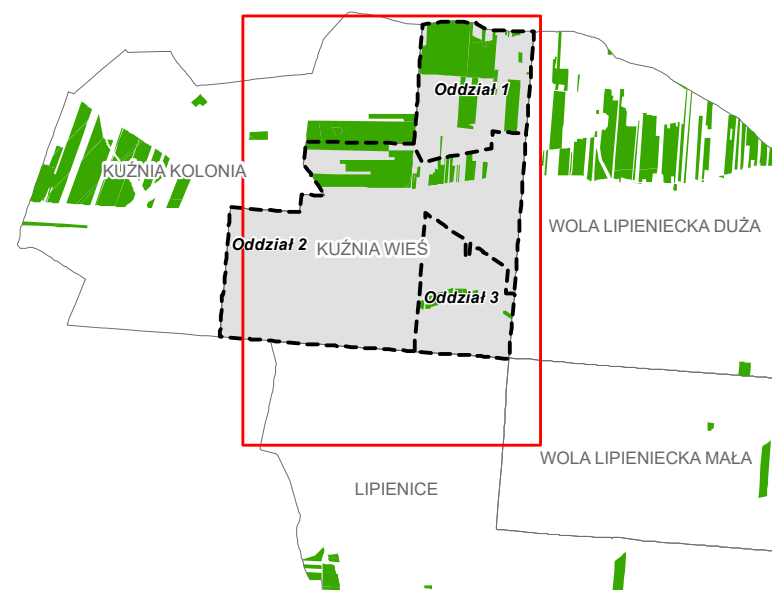 Oddział 1
KUŹNIA KOLONIA
WOLA LIPIENIECKA DUŻA
Oddział 2
KUŹNIA WIEŚ
Oddział 3
WOLA LIPIENIECKA MAŁA
LIPIENICE